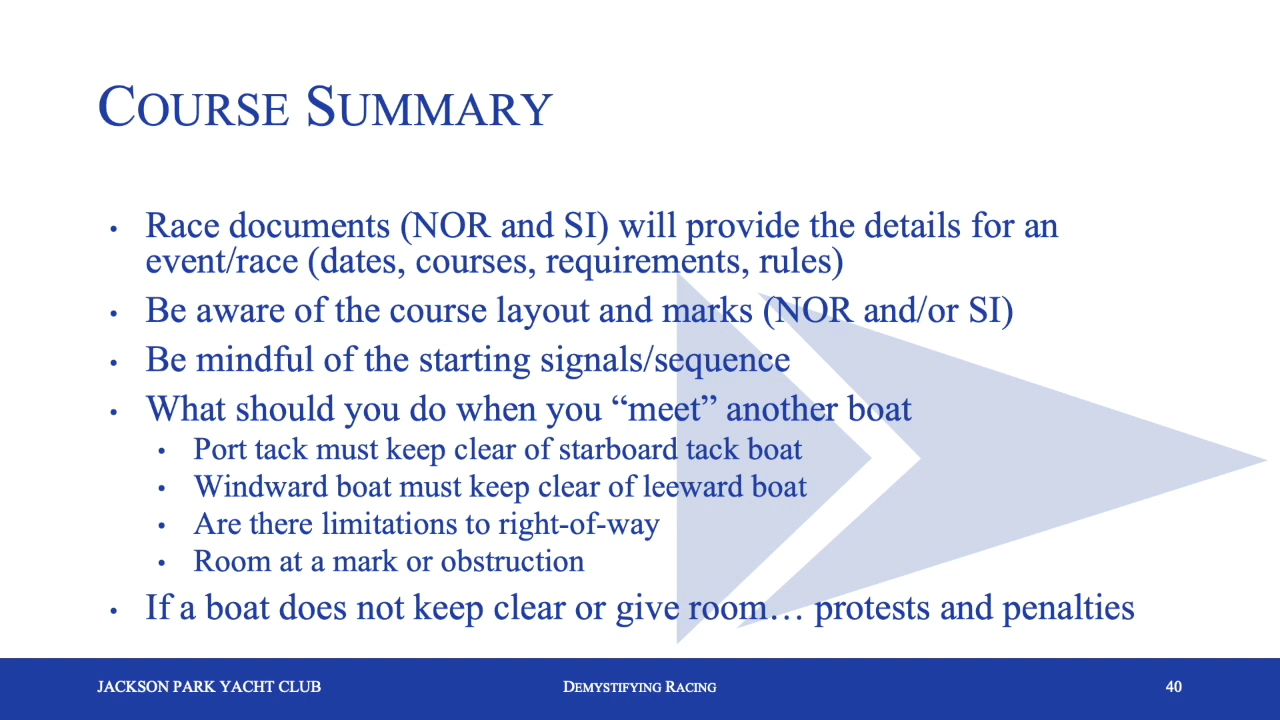 COURSE SUMMARY
• Race documents (NOR and SI) will provide the details for an
event/race (dates, courses, requirements, rules)
• Be aware of the course layout and marks (NOR and/or SI)
• Be mindful of the starting signals/sequence
• What should you do when you “meet” another boat
• Port tack must keep clear of starboard tack boat
• Windward boat must keep clear of leeward boat
• Are there limitations to right-of-way
• Room at a mark or obstruction
• If a boat does not keep clear or give room… protests and penalties
JACKSON PARK YACHT CLUB
DEMYSTIFYING RACING
40